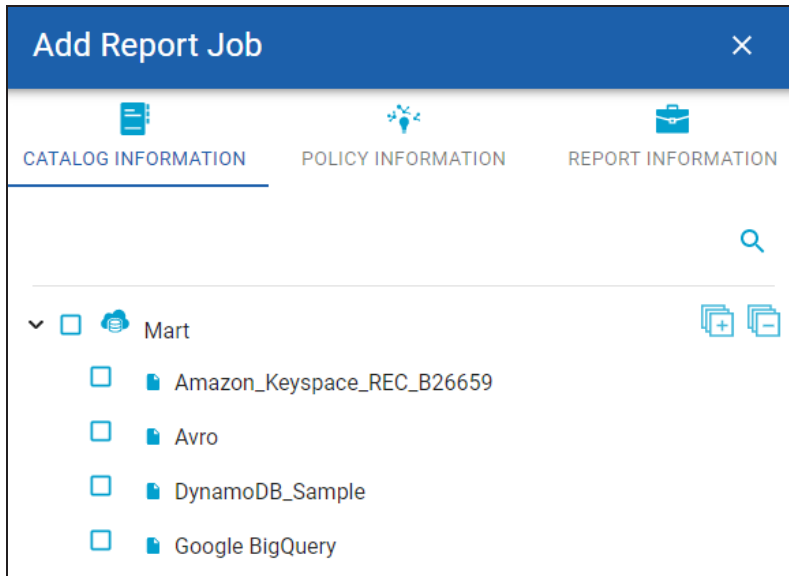 Add Report Job
CATALOG INFORMATION POLICY INFORMATION REPORT INFORMATION
Mart
Amazon_Keyspace_REC_B26659
Avro
DynamoDB_Sample
Google BigQuery